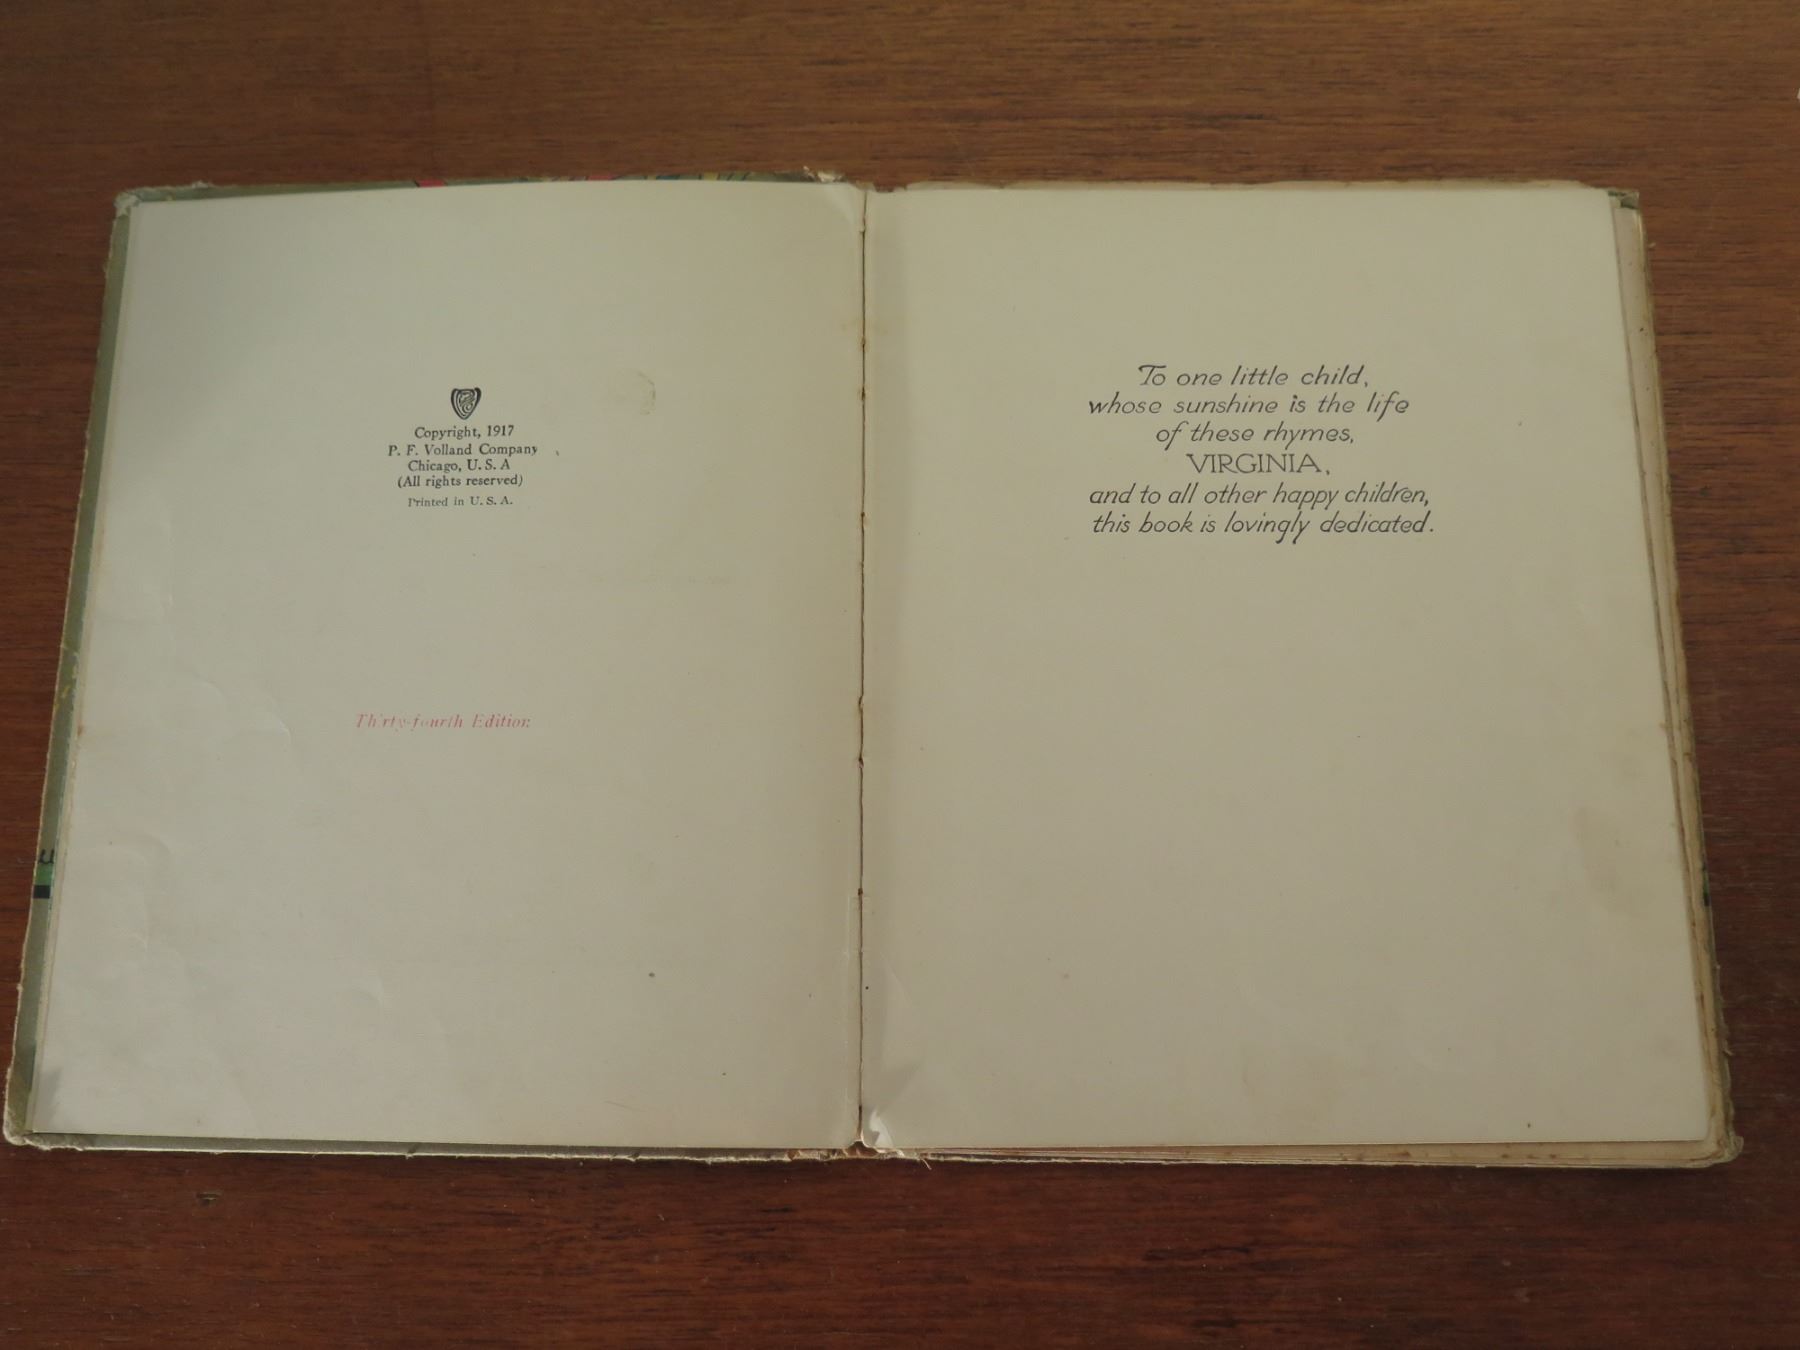 Copyright, 1917
P. F. Volland Company
Chicago, U. S. A
(All rights reserved)
Printed in U. S. A.
Thirty-fourth Edition
To one little child,
whose sunshine is the life
of these rhymes,
VIRGINIA,
and to all other happy children,
this book is lovingly dedicated.